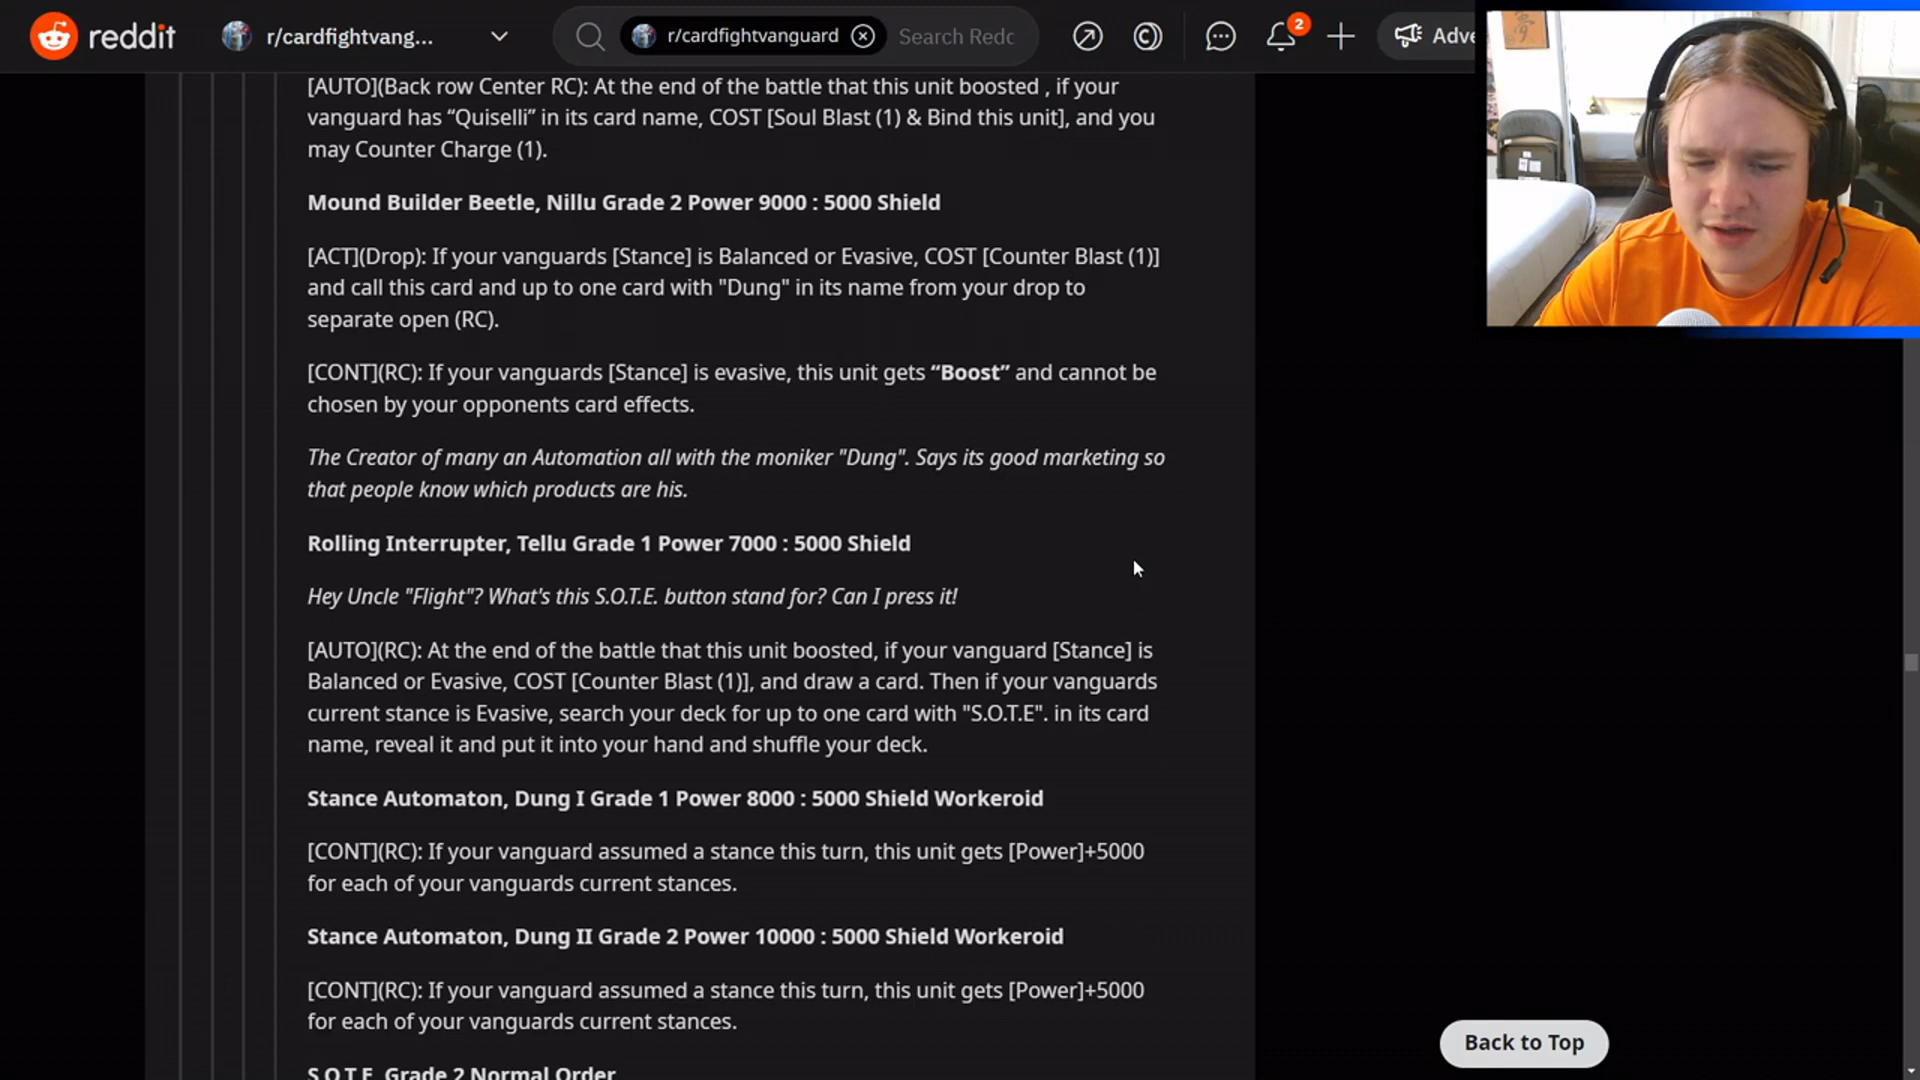 reddit
r/cardfightvang...
r/cardfightvanguard
Search Redc
2
Adve
[AUTO](Back row Center RC): At the end of the battle that this unit boosted , if your
vanguard has “Quiselli” in its card name, COST [Soul Blast (1) & Bind this unit], and you
may Counter Charge (1).
Mound Builder Beetle, Nillu Grade 2 Power 9000 : 5000 Shield
[ACT](Drop): If your vanguards [Stance] is Balanced or Evasive, COST [Counter Blast (1)]
and call this card and up to one card with "Dung" in its name from your drop to
separate open (RC).
[CONT](RC): If your vanguards [Stance] is evasive, this unit gets “Boost” and cannot be
chosen by your opponents card effects.
The Creator of many an Automation all with the moniker "Dung". Says its good marketing so
that people know which products are his.
Rolling Interrupter, Tellu Grade 1 Power 7000 : 5000 Shield
Hey Uncle "Flight"? What's this S.O.T.E. button stand for? Can I press it!
[AUTO](RC): At the end of the battle that this unit boosted, if your vanguard [Stance] is
Balanced or Evasive, COST [Counter Blast (1)], and draw a card. Then if your vanguards
current stance is Evasive, search your deck for up to one card with "S.O.T.E". in its card
name, reveal it and put it into your hand and shuffle your deck.
Stance Automaton, Dung I Grade 1 Power 8000 : 5000 Shield Workeroid
[CONT](RC): If your vanguard assumed a stance this turn, this unit gets [Power]+5000
for each of your vanguards current stances.
Stance Automaton, Dung II Grade 2 Power 10000 : 5000 Shield Workeroid
[CONT](RC): If your vanguard assumed a stance this turn, this unit gets [Power]+5000
for each of your vanguards current stances.
Back to Top
S.O.T.E. Grade 2 Normal Order